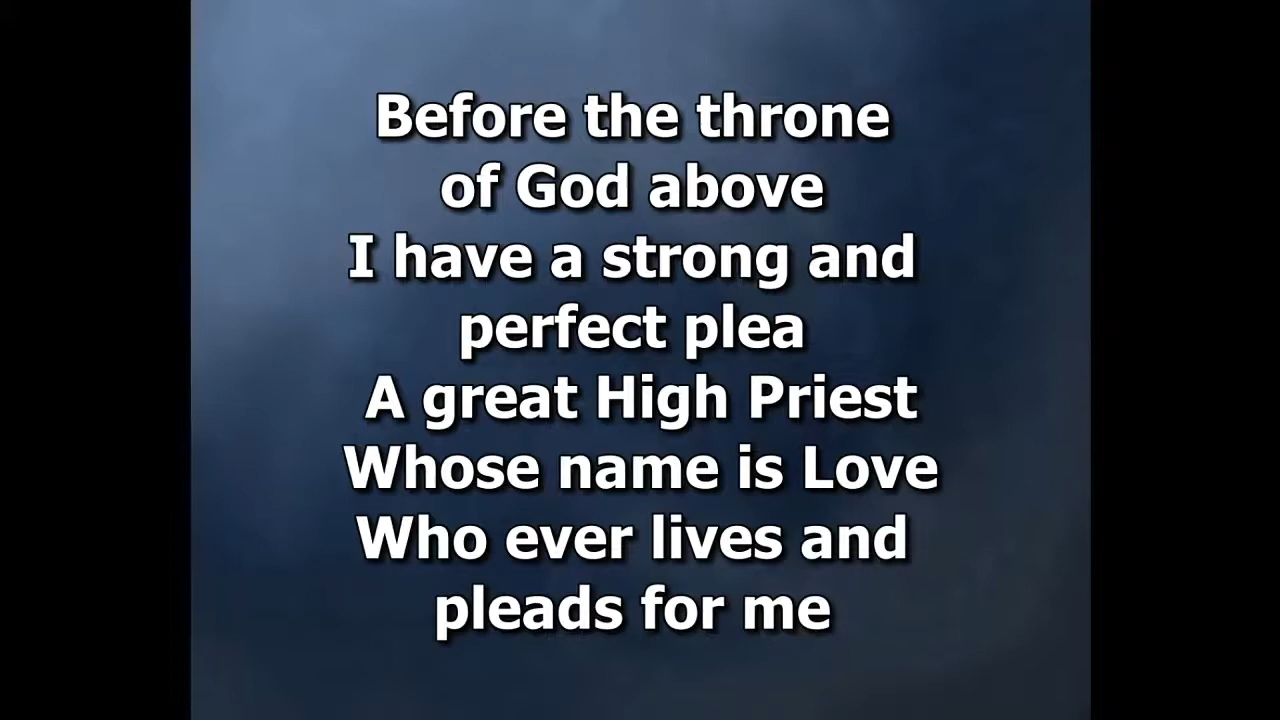 Before the throne
of God above
I have a strong and
perfect plea
A great High Priest
Whose name is Love
Who ever lives and
pleads for me